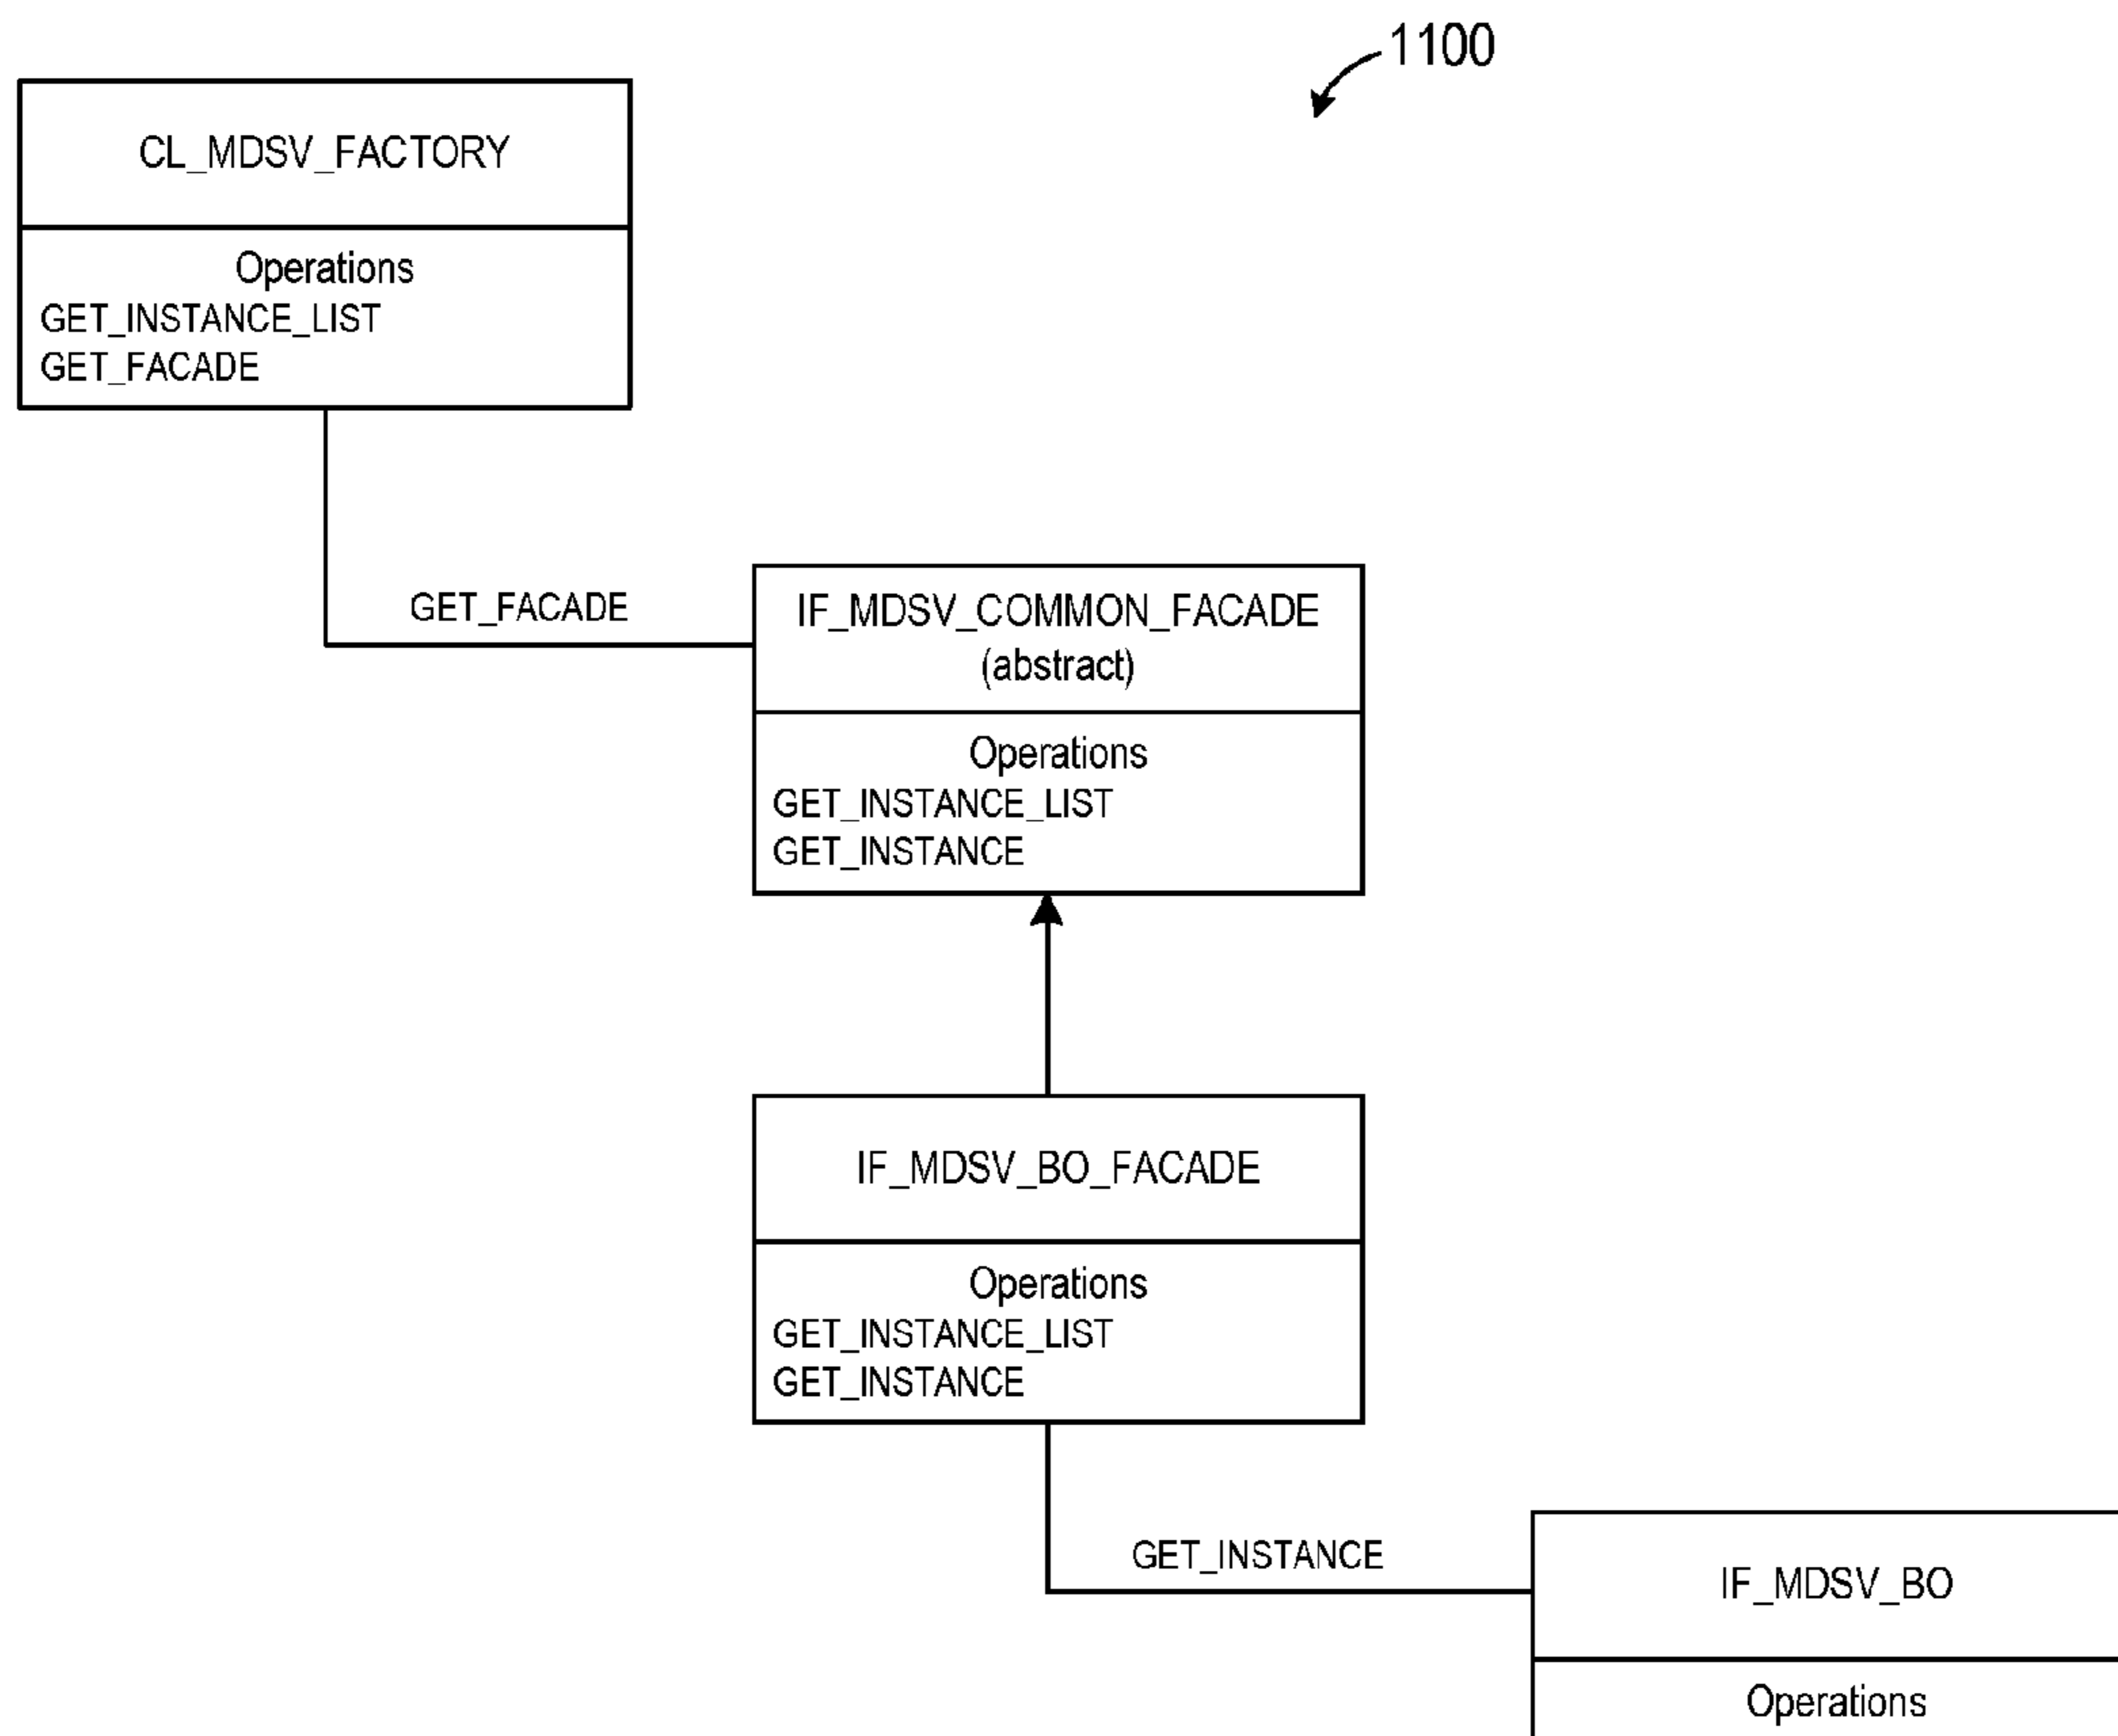 1100
CL_MDSV_FACTORY
Operations
GET_INSTANCE_LIST
GET_FACADE
GET_FACADE
IF_MDSV_COMMON_FACADE
(abstract)
Operations
GET_INSTANCE_LIST
GET_INSTANCE
IF_MDSV_BO_FACADE
Operations
GET_INSTANCE_LIST
GET_INSTANCE
GET_INSTANCE
IF_MDSV_BO
Operations